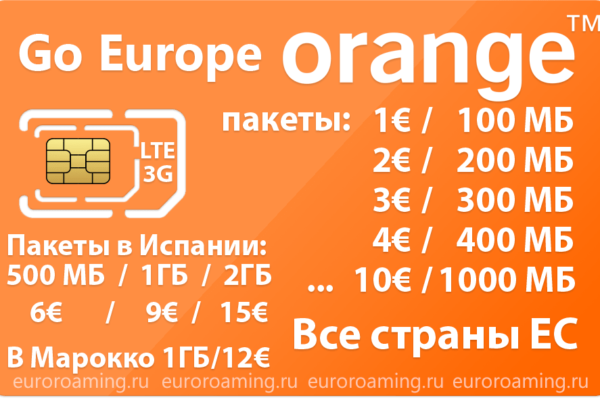 Go Europe orange™
пакеты: 1€ / 100 МБ
2€ / 200 МБ
3€ / 300 МБ
4€ / 400 МБ
... 10€ / 1000 МБ
Все страны ЕС
LTE
3G
Пакеты в Испании:
500 МБ / 1ГБ / 2ГБ
6€ / 9€ / 15€
В Марокко 1ГБ/12€
euroroaming.ru euroroaming.ru euroroaming.ru euroroaming.ru